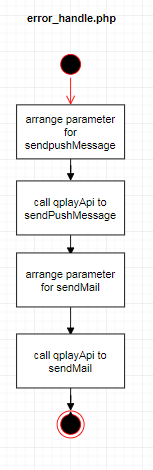 error_handle.php
arrange parameter
for
sendpushMessage
call qplayApi to
sendPushMessage
arrange parameter
for sendMail
call qplayApi to
sendMail